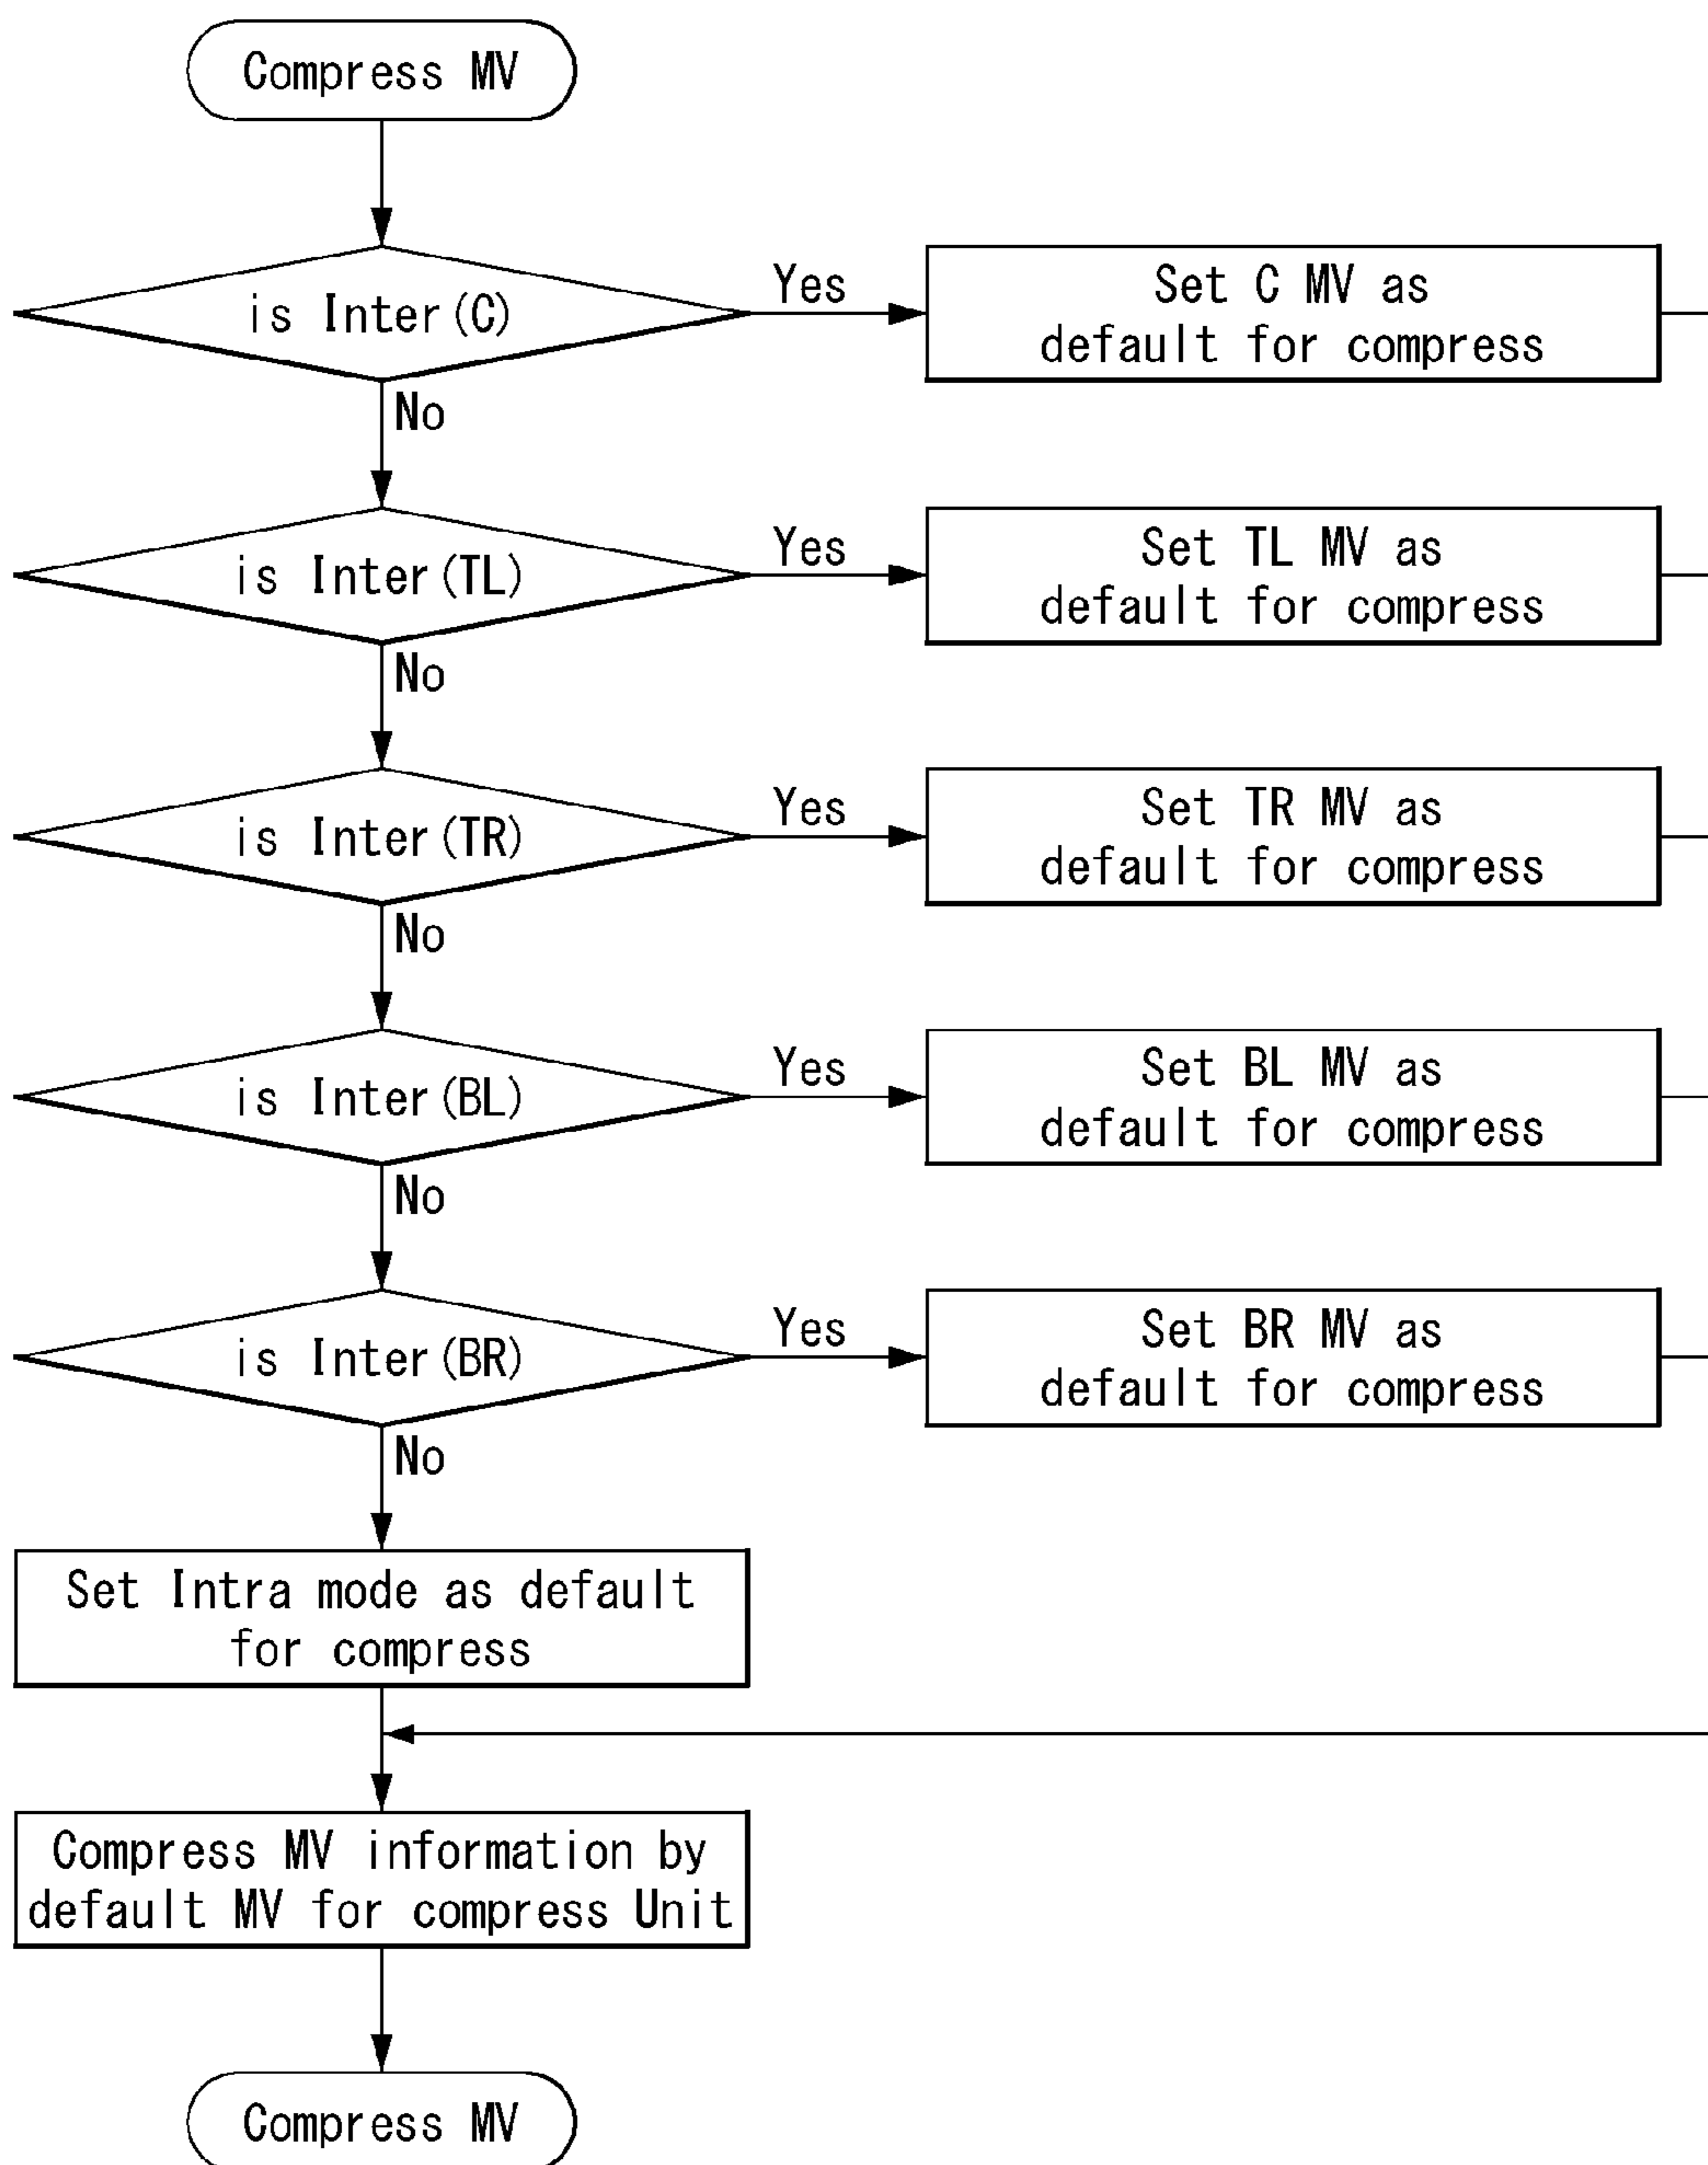 Compress MV
is Inter(C)
Yes
Set C MV as
default for compress
No
is Inter(TL)
Yes
Set TL MV as
default for compress
No
is Inter(TR)
Yes
Set TR MV as
default for compress
No
is Inter(BL)
Yes
Set BL MV as
default for compress
No
is Inter(BR)
Yes
Set BR MV as
default for compress
No
Set Intra mode as default
for compress
Compress MV information by
default MV for compress Unit
Compress MV